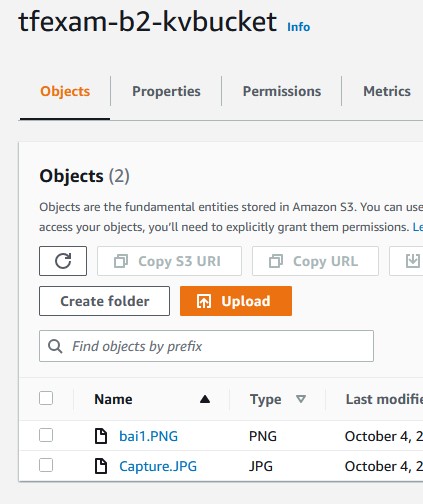 tfexam-b2-kvbucket Info
Objects Properties Permissions Metrics
Objects (2)
Objects are the fundamental entities stored in Amazon S3. You can use
access your objects, you'll need to explicitly grant them permissions. Le
Copy S3 URI Copy URL
Create folder Upload
Find objects by prefix
Name Type Last modifie
bai1.PNG PNG October 4, 2
Capture.JPG JPG October 4, 2